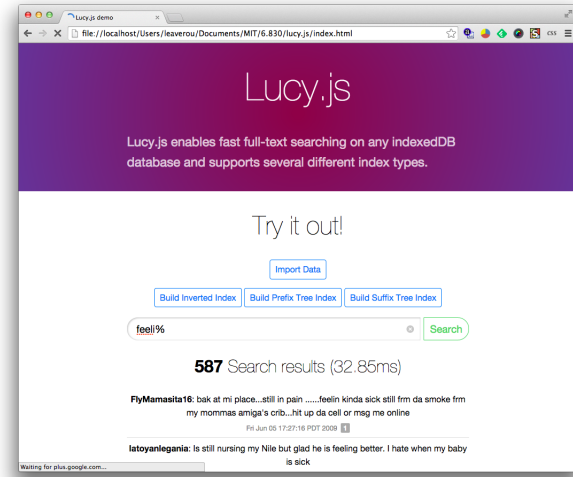 Lucy.js demo
file://localhost/Users/leaverou/Documents/MIT/6.830/lucy.js/index.html
CSS
Lucy.js
Lucy.js enables fast full-text searching on any indexedDB
database and supports several different index types.
Try it out!
Import Data
Build Inverted Index Build Prefix Tree Index Build Suffix Tree Index
feeli% Search
587 Search results (32.85ms)
FlyMamasita16: bak at mi place...still in pain ......feelin kinda sick still frm da smoke frm
my mommas amiga's crib...hit up da cell or msg me online
Fri Jun 05 17:27:16 PDT 2009 1
latoyanlegania: Is still nursing my Nile but glad he is feeling better. I hate when my baby
is sick
Waiting for plus.google.com...